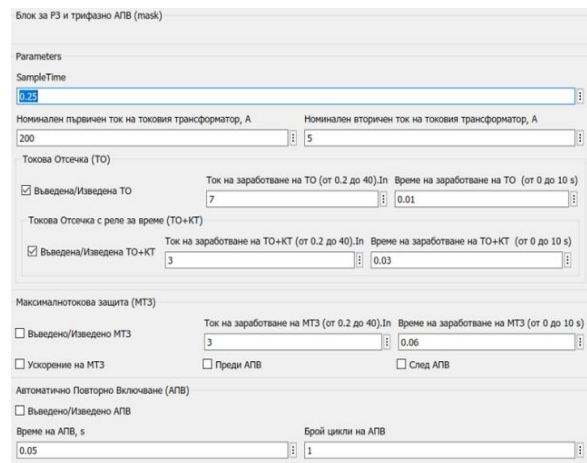 Блок за РЗ и трифазно АПВ (mask)
Parameters
SampleTime
0.25
Номинален първичен ток на токовия трансформатор, А Номинален вторичен ток на токовия трансформатор, А
200 5
Токова Отсечка (ТО)
Ток на заработване на ТО (от 0.2 до 40).In Време на заработване на ТО (от 0 до 10 s)
Въведена/Изведена ТО
7 0.01
Токова Отсечка с реле за време (ТО+КТ)
Ток на заработване на ТО+КТ (от 0.2 до 40).In Време на заработване на ТО+КТ (от 0 до 10 s)
Въведена/Изведена ТО+КТ
3 0.03
Максималнотокова защита (МТЗ)
Ток на заработване на МТЗ (от 0.2 до 40).In Време на заработване на МТЗ (от 0 до 10 s)
Въведено/Изведено МТЗ
3 0.06
Ускорение на МТЗ Преди АПВ След АПВ
Автоматично Повторно Включване (АПВ)
Въведено/Изведено АПВ
Време на АПВ, s Брой цикли на АПВ
0.05 1